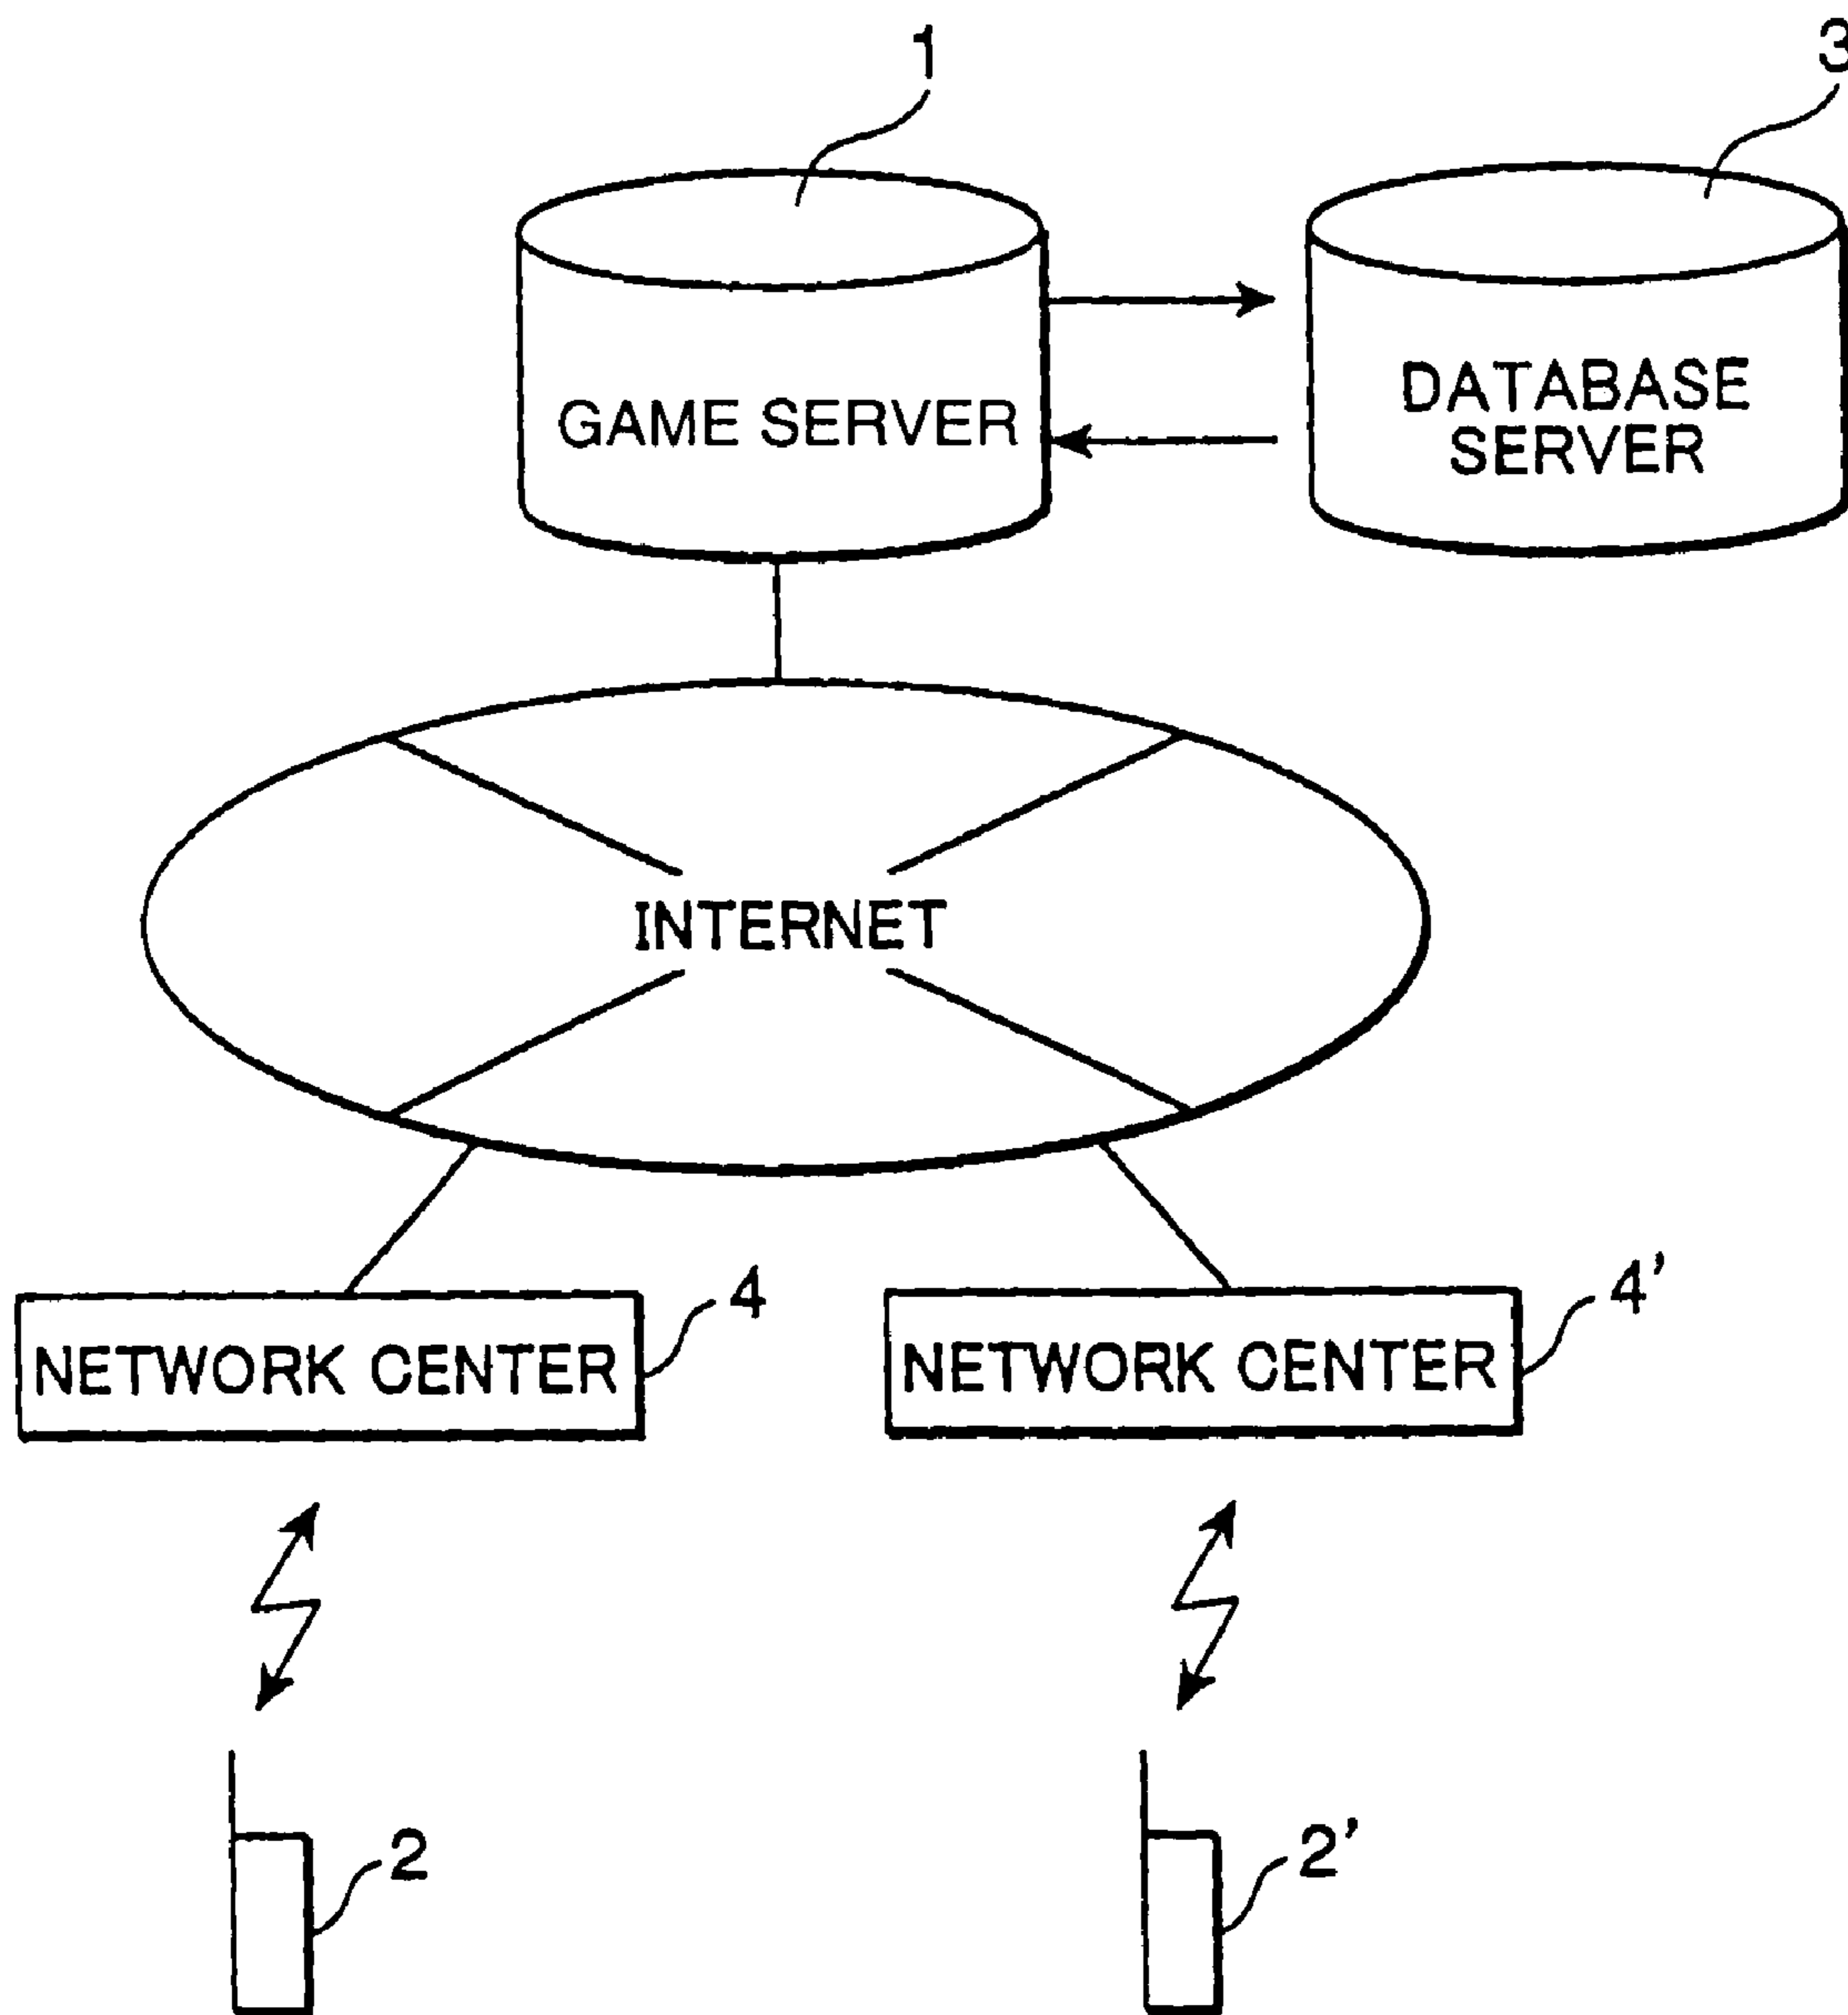 1
3
GAME SERVER
DATABASE
SERVER
INTERNET
NETWORK CENTER
4
NETWORK CENTER
4'
2
2'